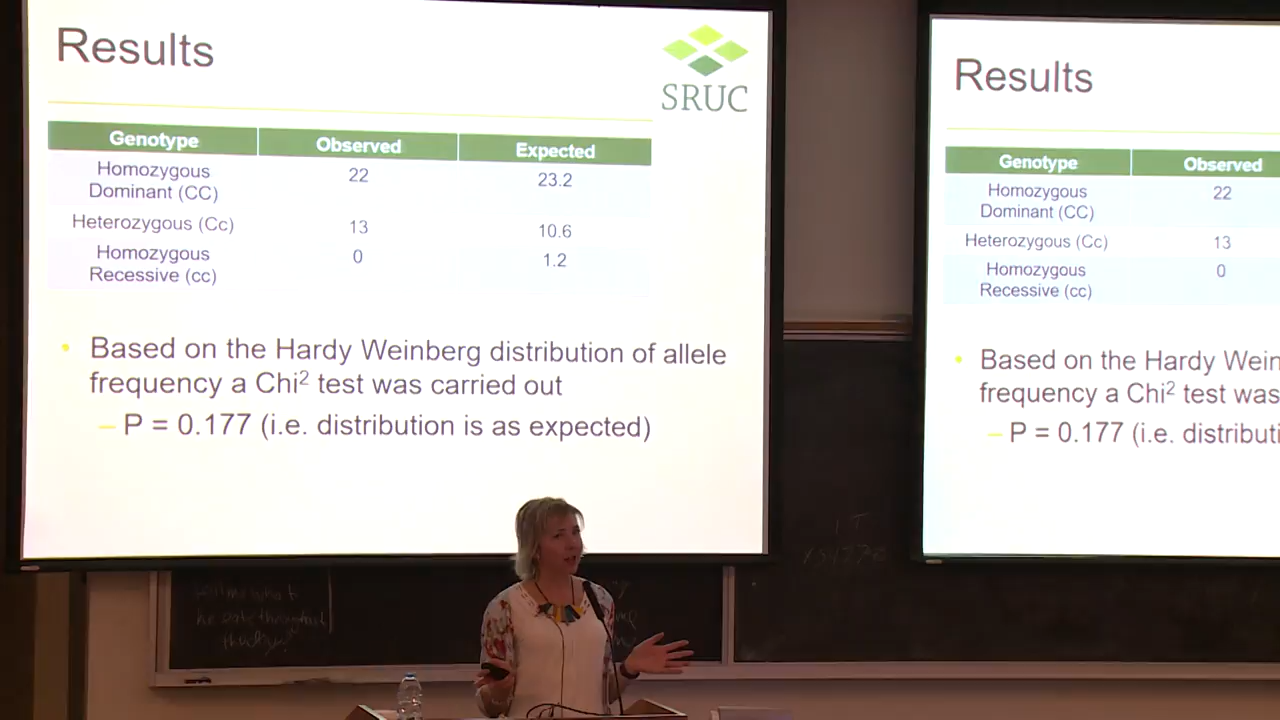 Results
SRUC
Genotype Observed Expected
Homozygous
Dominant (CC) 22 23.2
Heterozygous (Cc) 13 10.6
Homozygous
Recessive (cc) 0 1.2
• Based on the Hardy Weinberg distribution of allele
frequency a Chi² test was carried out
– P = 0.177 (i.e. distribution is as expected)
Results
Genotype Observed
Homozygous
Dominant (CC) 22
Heterozygous (Cc) 13
Homozygous
Recessive (cc) 0
• Based on the Hardy Wein
frequency a Chi² test was
– P = 0.177 (i.e. distributi